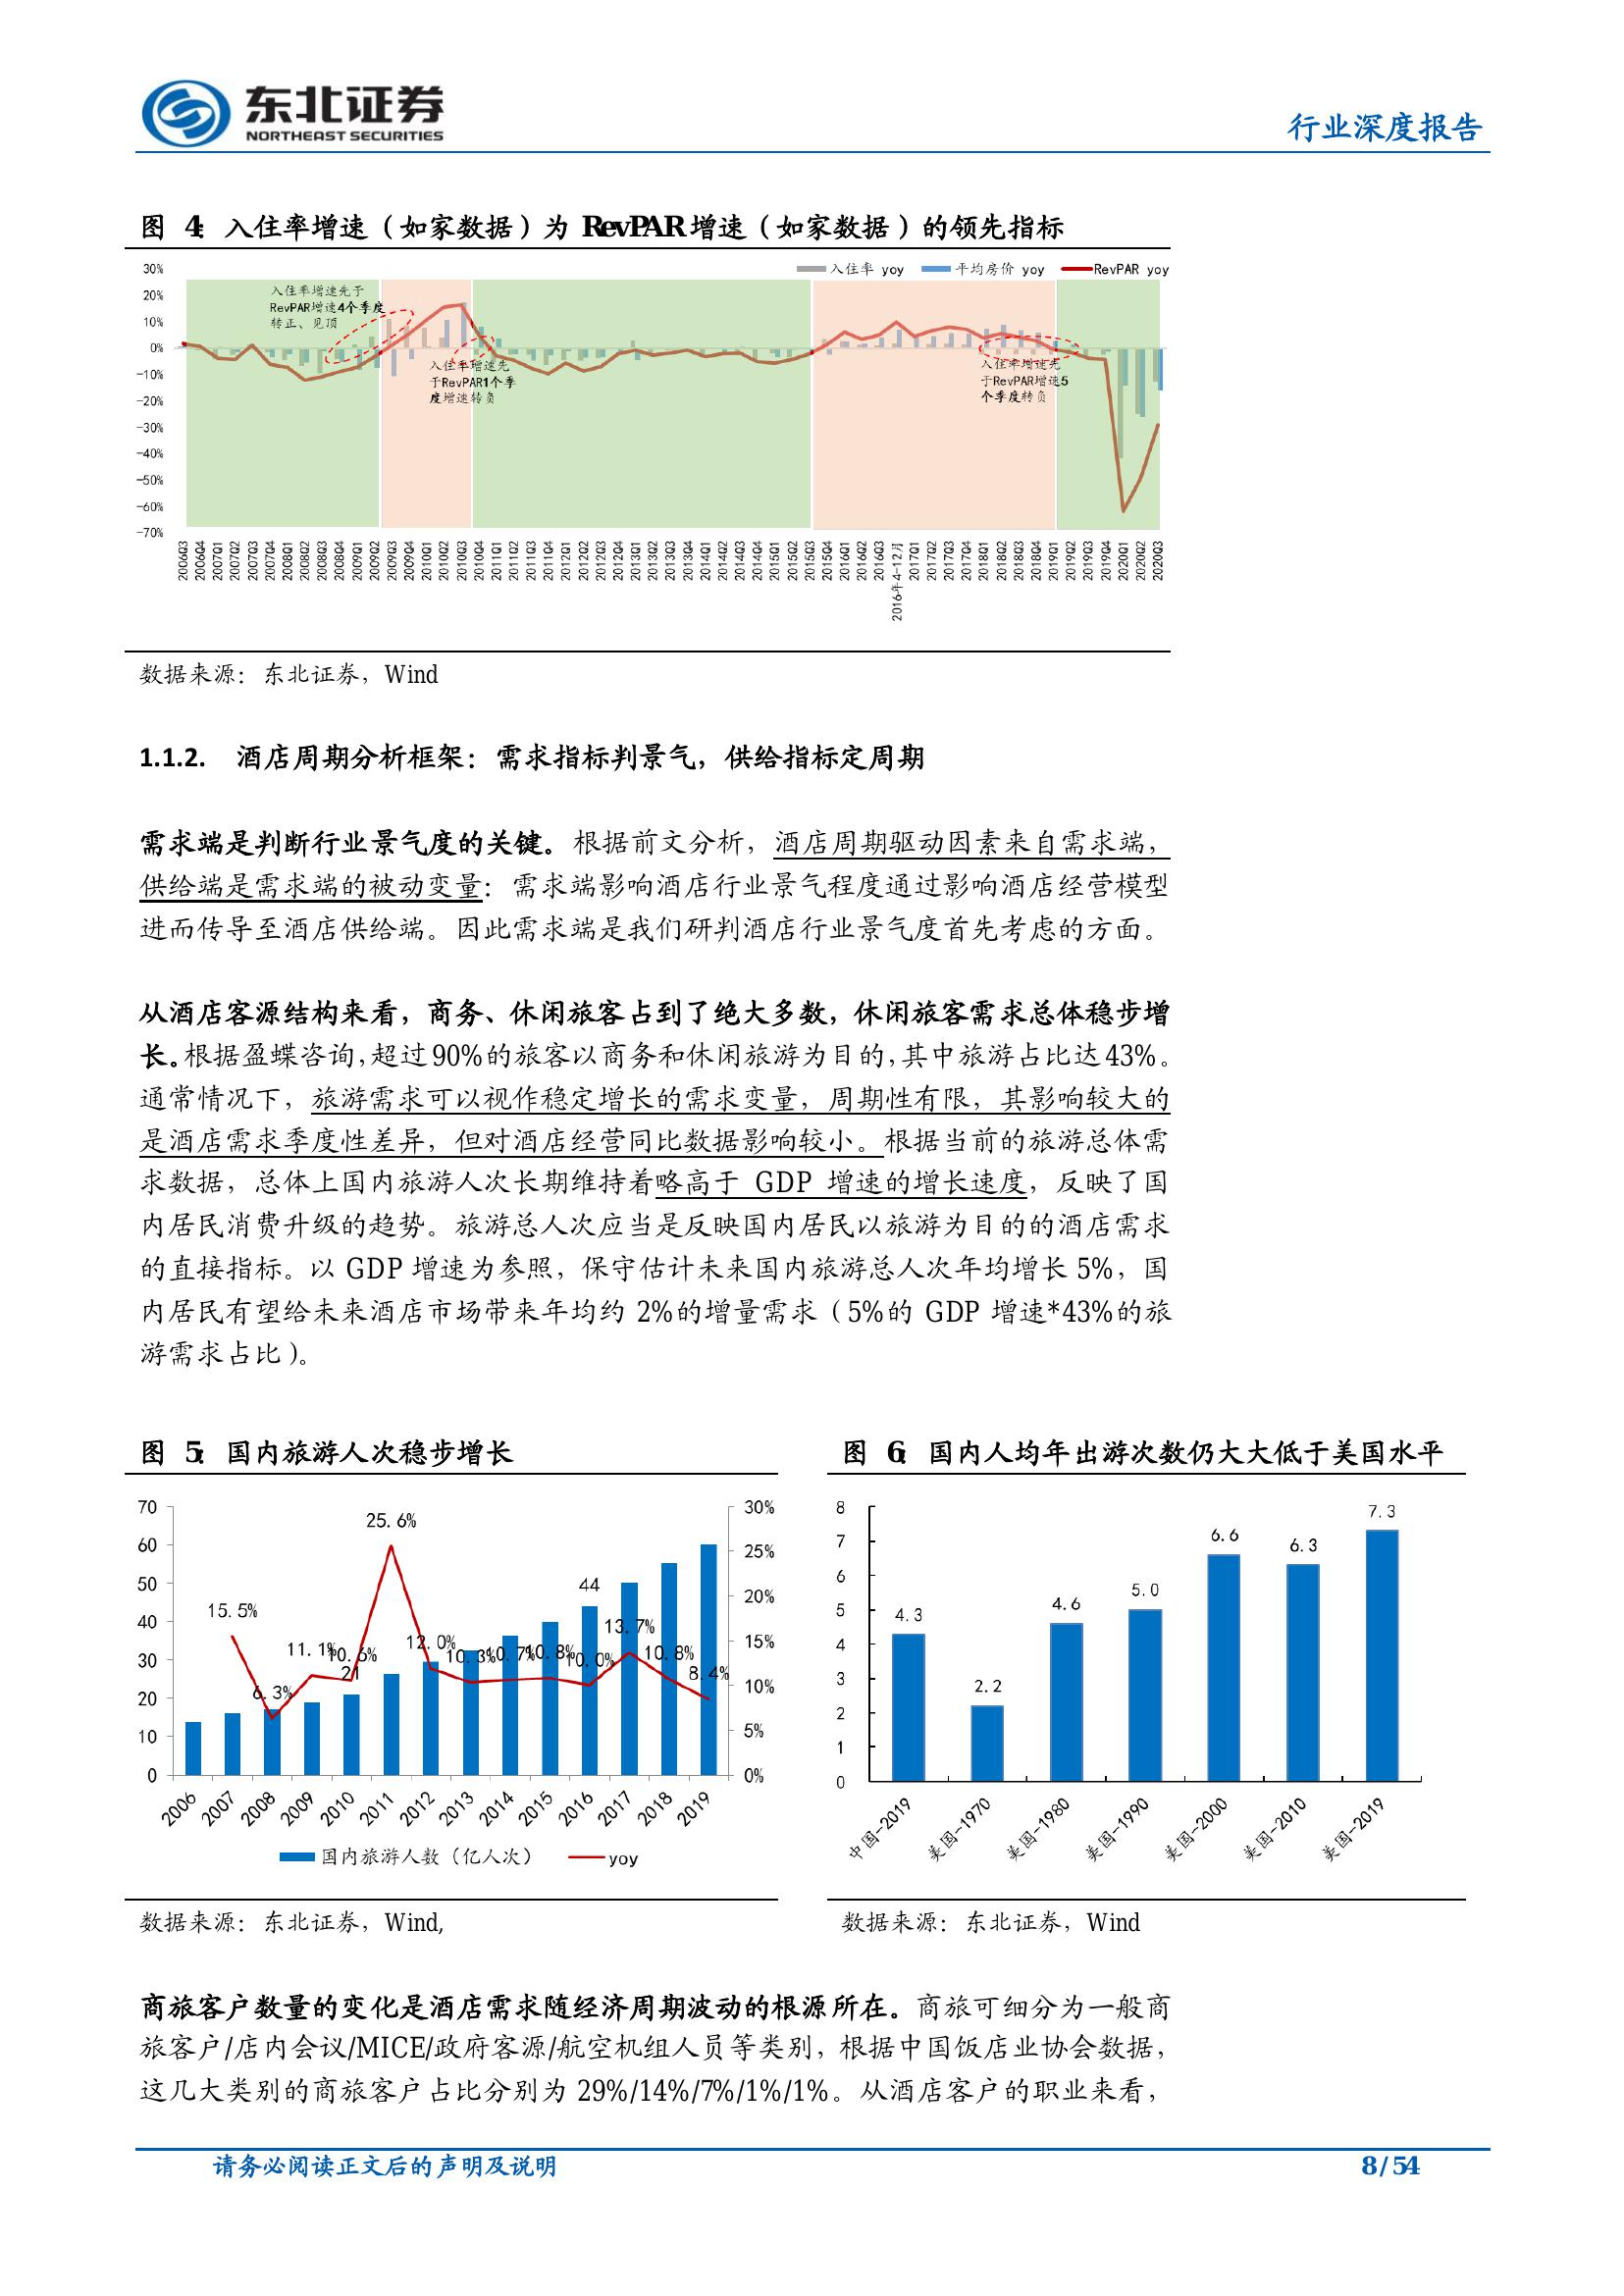 东北证券
NORTHEAST SECURITIES
行业深度报告
图 4：入住率增速（如家数据）为 RevPAR 增速（如家数据）的领先指标
入住率 yoy 平均房价 yoy RevPAR yoy
30%
20%
10%
0%
-10%
-20%
-30%
-40%
-50%
-60%
-70%
入住率增速先于
RevPAR增速4个季度
转正、见顶
入住率增速先
于RevPAR1个季
度增速转负
入住率增速先
于RevPAR增速5
个季度转负
2006Q3 2006Q4 2007Q1 2007Q2 2007Q3 2007Q4 2008Q1 2008Q2 2008Q3 2008Q4 2009Q1 2009Q2 2009Q3 2009Q4 2010Q1 2010Q2 2010Q3 2010Q4 2011Q1 2011Q2 2011Q3 2011Q4 2012Q1 2012Q2 2012Q3 2012Q4 2013Q1 2013Q2 2013Q3 2013Q4 2014Q1 2014Q2 2014Q3 2014Q4 2015Q1 2015Q2 2015Q3 2015Q4 2016Q1 2016Q2 2016Q3 2016年4-12月 2017Q1 2017Q2 2017Q3 2017Q4 2018Q1 2018Q2 2018Q3 2018Q4 2019Q1 2019Q2 2019Q3 2019Q4 2020Q1 2020Q2 2020Q3
数据来源：东北证券，Wind
1.1.2. 酒店周期分析框架：需求指标判景气，供给指标定周期
需求端是判断行业景气度的关键。根据前文分析，酒店周期驱动因素来自需求端，
供给端是需求端的被动变量：需求端影响酒店行业景气程度通过影响酒店经营模型
进而传导至酒店供给端。因此需求端是我们研判酒店行业景气度首先考虑的方面。
从酒店客源结构来看，商务、休闲旅客占到了绝大多数，休闲旅客需求总体稳步增
长。根据盈蝶咨询，超过90%的旅客以商务和休闲旅游为目的，其中旅游占比达43%。
通常情况下，旅游需求可以视作稳定增长的需求变量，周期性有限，其影响较大的
是酒店需求季度性差异，但对酒店经营同比数据影响较小。根据当前的旅游总体需
求数据，总体上国内旅游人次长期维持着略高于 GDP 增速的增长速度，反映了国
内居民消费升级的趋势。旅游总人次应当是反映国内居民以旅游为目的的酒店需求
的直接指标。以 GDP 增速为参照，保守估计未来国内旅游总人次年均增长 5%，国
内居民有望给未来酒店市场带来年均约 2%的增量需求（5%的 GDP 增速*43%的旅
游需求占比）。
图 5：国内旅游人次稳步增长
70
60
50
40
30
20
10
0
30%
25%
20%
15%
10%
5%
0%
15.5%
6.3%
11.1%
10.6%
21
25.6%
12.0%
10.3%
10.7%
10.8%
44
10.0%
13.7%
10.8%
8.4%
2006 2007 2008 2009 2010 2011 2012 2013 2014 2015 2016 2017 2018 2019
国内旅游人数（亿人次） yoy
数据来源：东北证券，Wind,
图 6：国内人均年出游次数仍大大低于美国水平
8
7
6
5
4
3
2
1
0
4.3
2.2
4.6
5.0
6.6
6.3
7.3
中国-2019 美国-1970 美国-1980 美国-1990 美国-2000 美国-2010 美国-2019
数据来源：东北证券，Wind
商旅客户数量的变化是酒店需求随经济周期波动的根源所在。商旅可细分为一般商
旅客户/店内会议/MICE/政府客源/航空机组人员等类别，根据中国饭店业协会数据，
这几大类别的商旅客户占比分别为 29%/14%/7%/1%/1%。从酒店客户的职业来看，
请务必阅读正文后的声明及说明
8 / 54